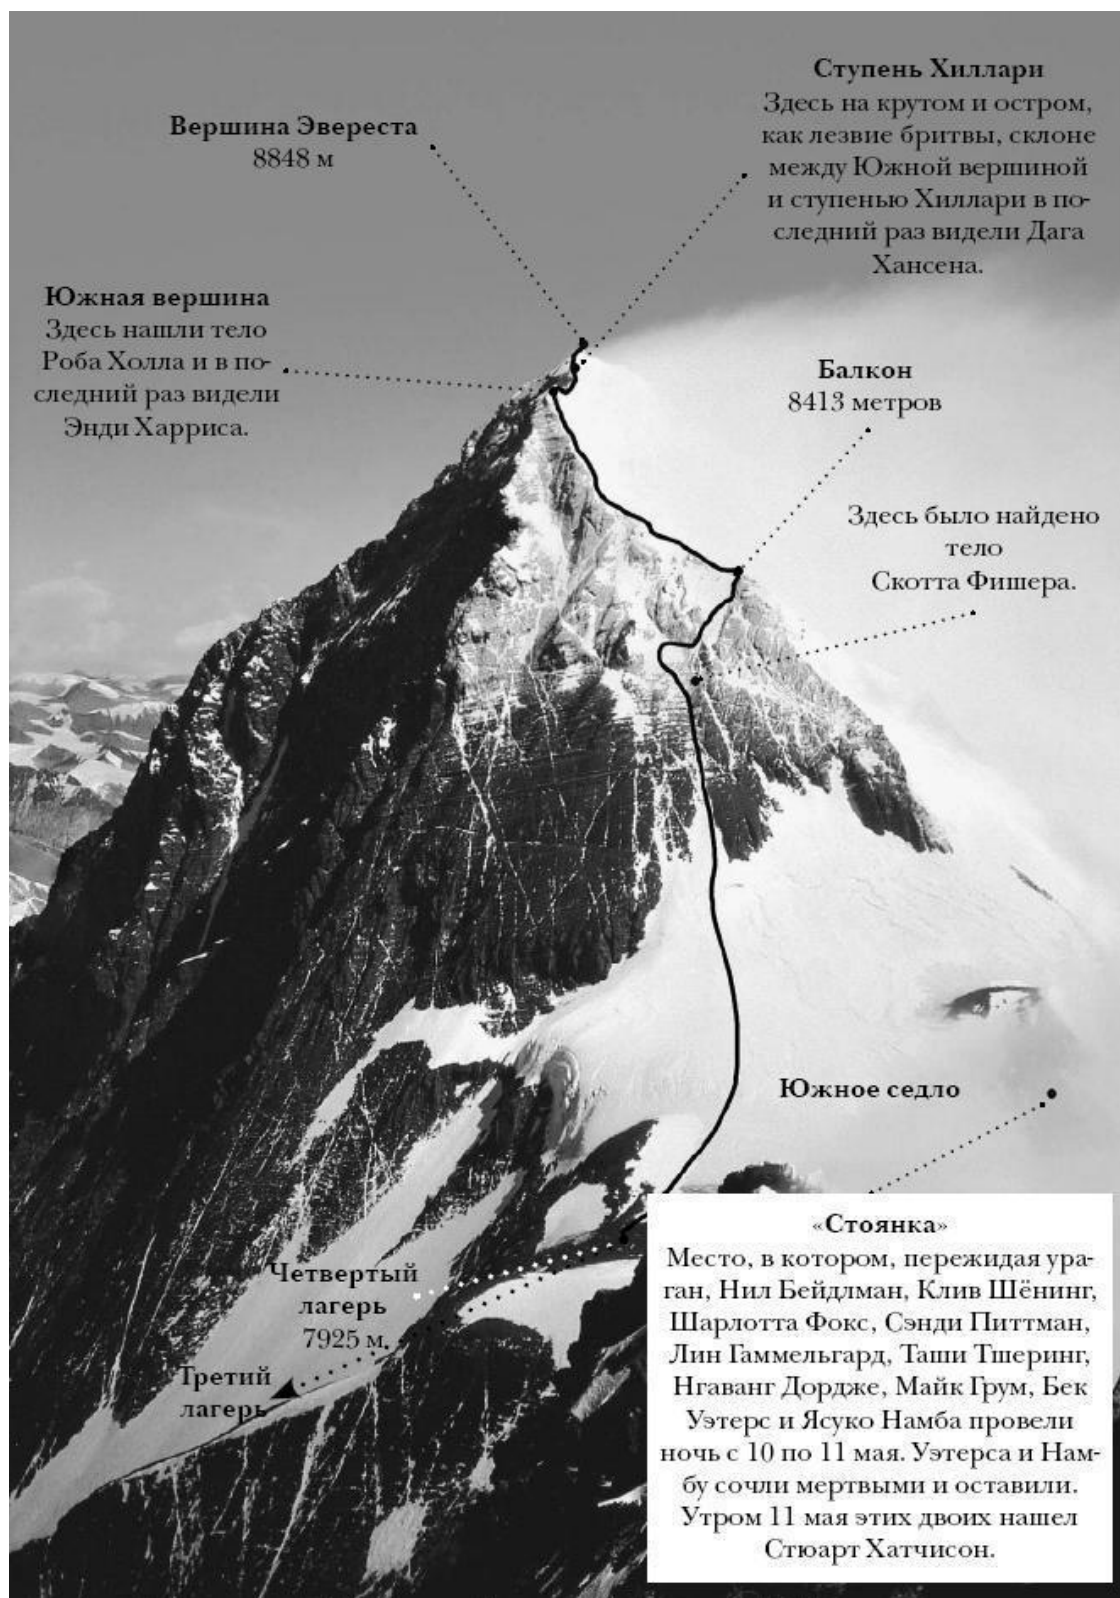 Ступень Хиллари
Здесь на крутом и остром,
как лезвие бритвы, склоне
между Южной вершиной
и ступенью Хиллари в по-
следний раз видели Дага
Хансена.
Вершина Эвереста
8848 м
Южная вершина
Здесь нашли тело
Роба Холла и в по-
следний раз видели
Энди Харриса.
Балкон
8413 метров
Здесь было найдено
тело
Скотта Фишера.
Южное седло
«Стоянка»
Место, в котором, пережидая ура-
ган, Нил Бейдлман, Клив Шёнинг,
Шарлотта Фокс, Сэнди Питтман,
Лин Гаммельгард, Таши Тшеринг,
Нгаванг Дордже, Майк Грум, Бек
Уэтерс и Ясуко Намба провели
ночь с 10 по 11 мая. Уэтерса и Нам-
бу сочли мертвыми и оставили.
Утром 11 мая этих двоих нашел
Стюарт Хатчисон.
Четвертый
лагерь
7925 м.
Третий
лагерь